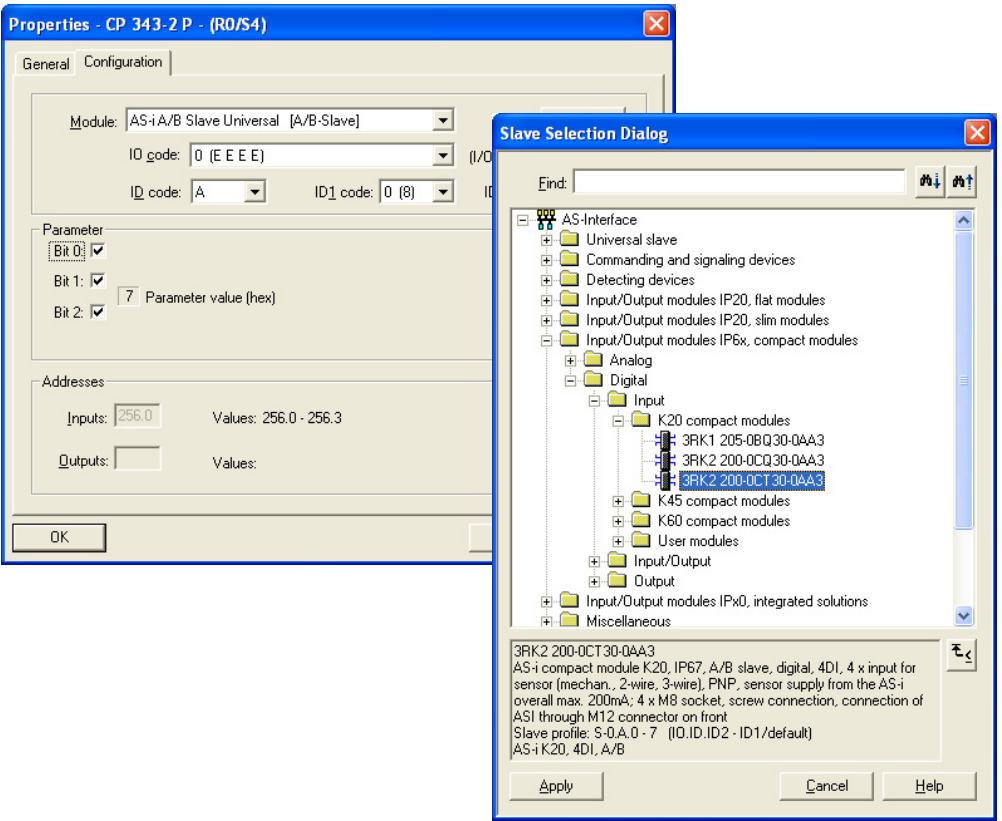 Properties - CP 343-2 P - (R0/S4)
General
Configuration
Module: AS-i A/B Slave Universal [A/B-Slave]
IO code: 0 (E E E E)
(I/O
ID code: A
ID1 code: 0 (8)
ID
Parameter
Bit 0:
Bit 1:
7 Parameter value (hex)
Bit 2:
Addresses
Inputs: 256.0
Values: 256.0 - 256.3
Outputs:
Values:
OK
Slave Selection Dialog
Find:
AS-Interface
Universal slave
Commanding and signaling devices
Detecting devices
Input/Output modules IP20, flat modules
Input/Output modules IP20, slim modules
Input/Output modules IP6x, compact modules
Analog
Digital
Input
K20 compact modules
3RK1 205-0BQ30-0AA3
3RK2 200-0CQ30-0AA3
3RK2 200-0CT30-0AA3
K45 compact modules
K60 compact modules
User modules
Input/Output
Output
Input/Output modules IPx0, integrated solutions
Miscellaneous
3RK2 200-0CT30-0AA3
AS-i compact module K20, IP67, A/B slave, digital, 4DI, 4 x input for
sensor (mechan., 2-wire, 3-wire), PNP, sensor supply from the AS-i
overall max. 200mA; 4 x M8 socket, screw connection, connection of
ASI through M12 connector on front
Slave profile: S-0.A.0 - 7 (IO.ID.ID2 - ID1/default)
AS-i K20, 4DI, A/B
Apply
Cancel
Help